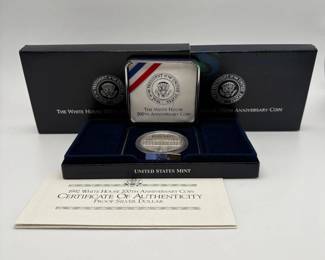 THE WHITE HOUSE
200TH ANNIVERSARY COIN
THE WHITE HOUSE
ANNIVERSARY COIN
UNITED STATES MINT
1992 WHITE HOUSE 200TH ANNIVERSARY COIN
CERTIFICATE OF AUTHENTICITY
PROOF SILVER DOLLAR